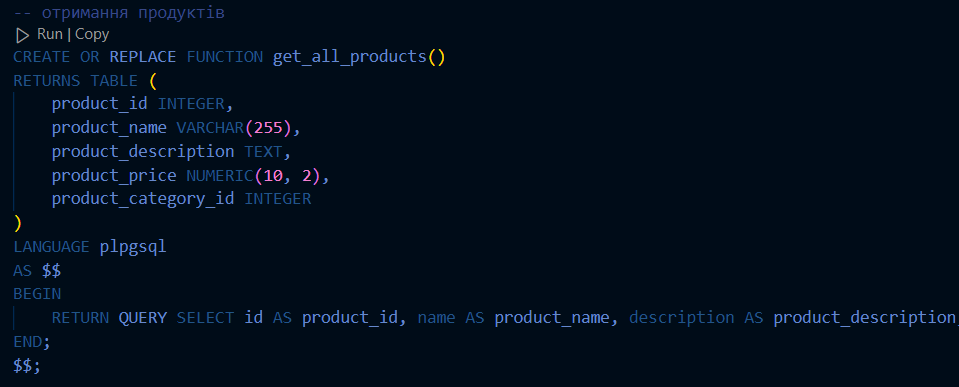 -- отримання продуктів
Run | Copy
CREATE OR REPLACE FUNCTION get_all_products()
RETURNS TABLE (
    product_id INTEGER,
    product_name VARCHAR(255),
    product_description TEXT,
    product_price NUMERIC(10, 2),
    product_category_id INTEGER
)
LANGUAGE plpgsql
AS $$
BEGIN
    RETURN QUERY SELECT id AS product_id, name AS product_name, description AS product_description,
END;
$$;